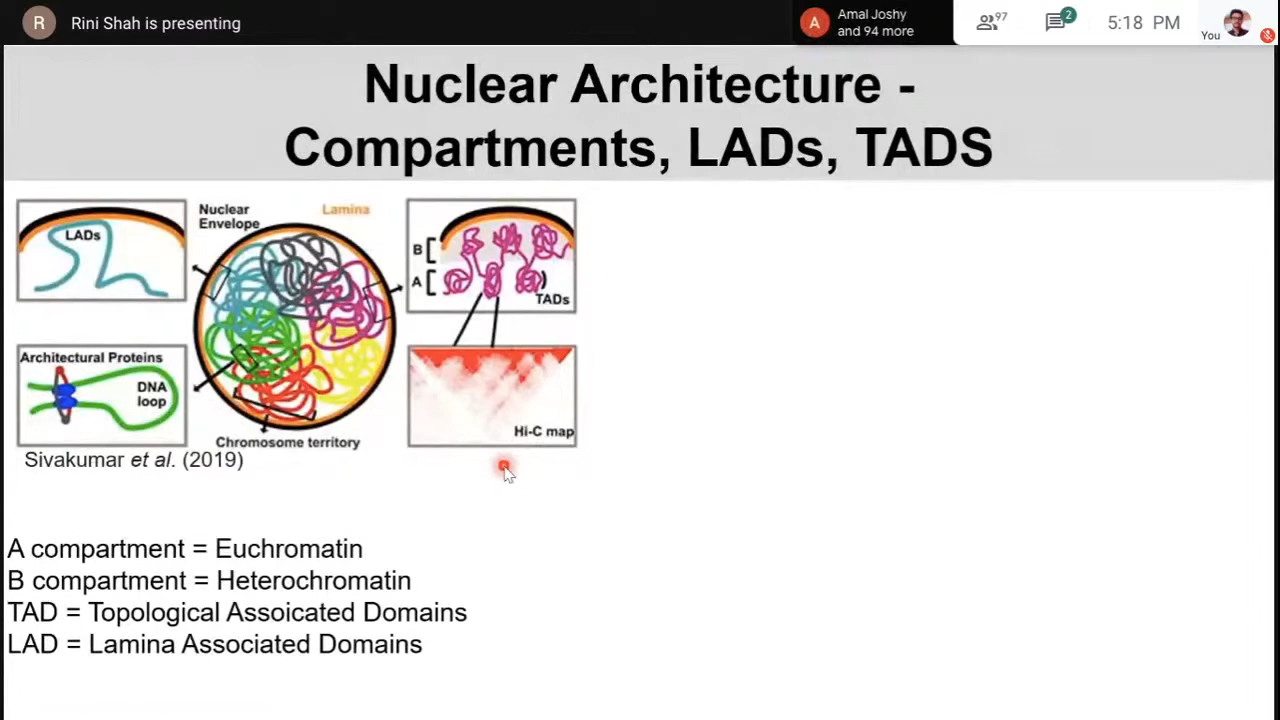 R Rini Shah is presenting
A Amal Joshy
and 94 more
97
2
5:18 PM
You
Nuclear Architecture -
Compartments, LADs, TADS
LADs
Nuclear
Envelope
Lamina
B
A
TADs
Architectural Proteins
DNA
loop
Hi-C map
Chromosome territory
Sivakumar et al. (2019)
A compartment = Euchromatin
B compartment = Heterochromatin
TAD = Topological Assoicated Domains
LAD = Lamina Associated Domains